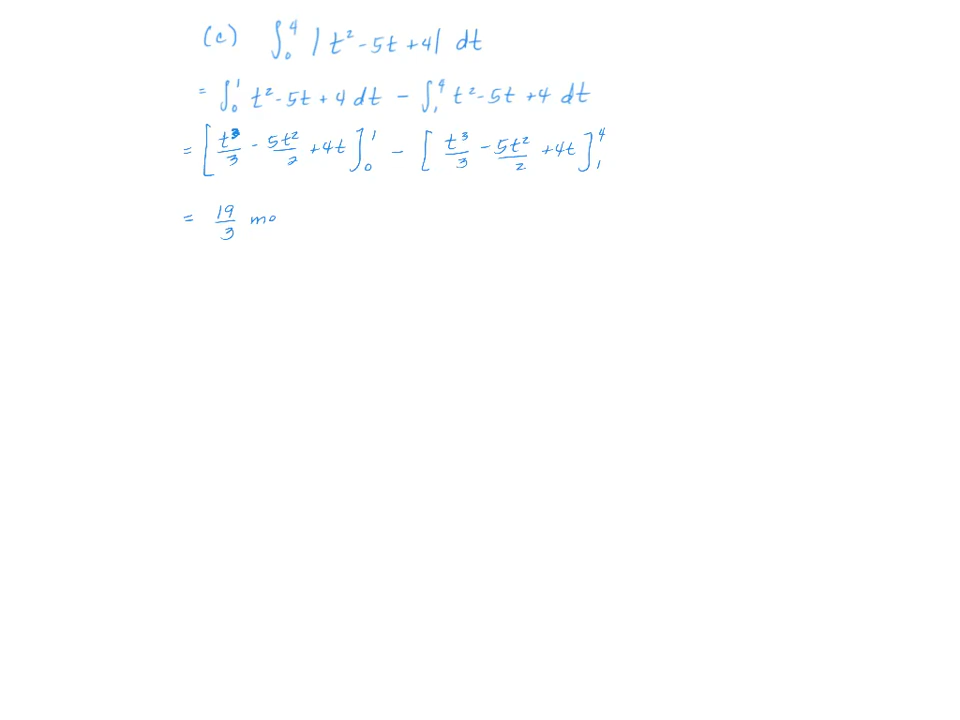 (c) ∫₀⁴ |t² - 5t + 4| dt
= ∫₀¹ t² - 5t + 4 dt - ∫₁⁴ t² - 5t + 4 dt
= [t³/3 - 5t²/2 + 4t]₀¹ - [t³/3 - 5t²/2 + 4t]₁⁴
= 19/3 mo